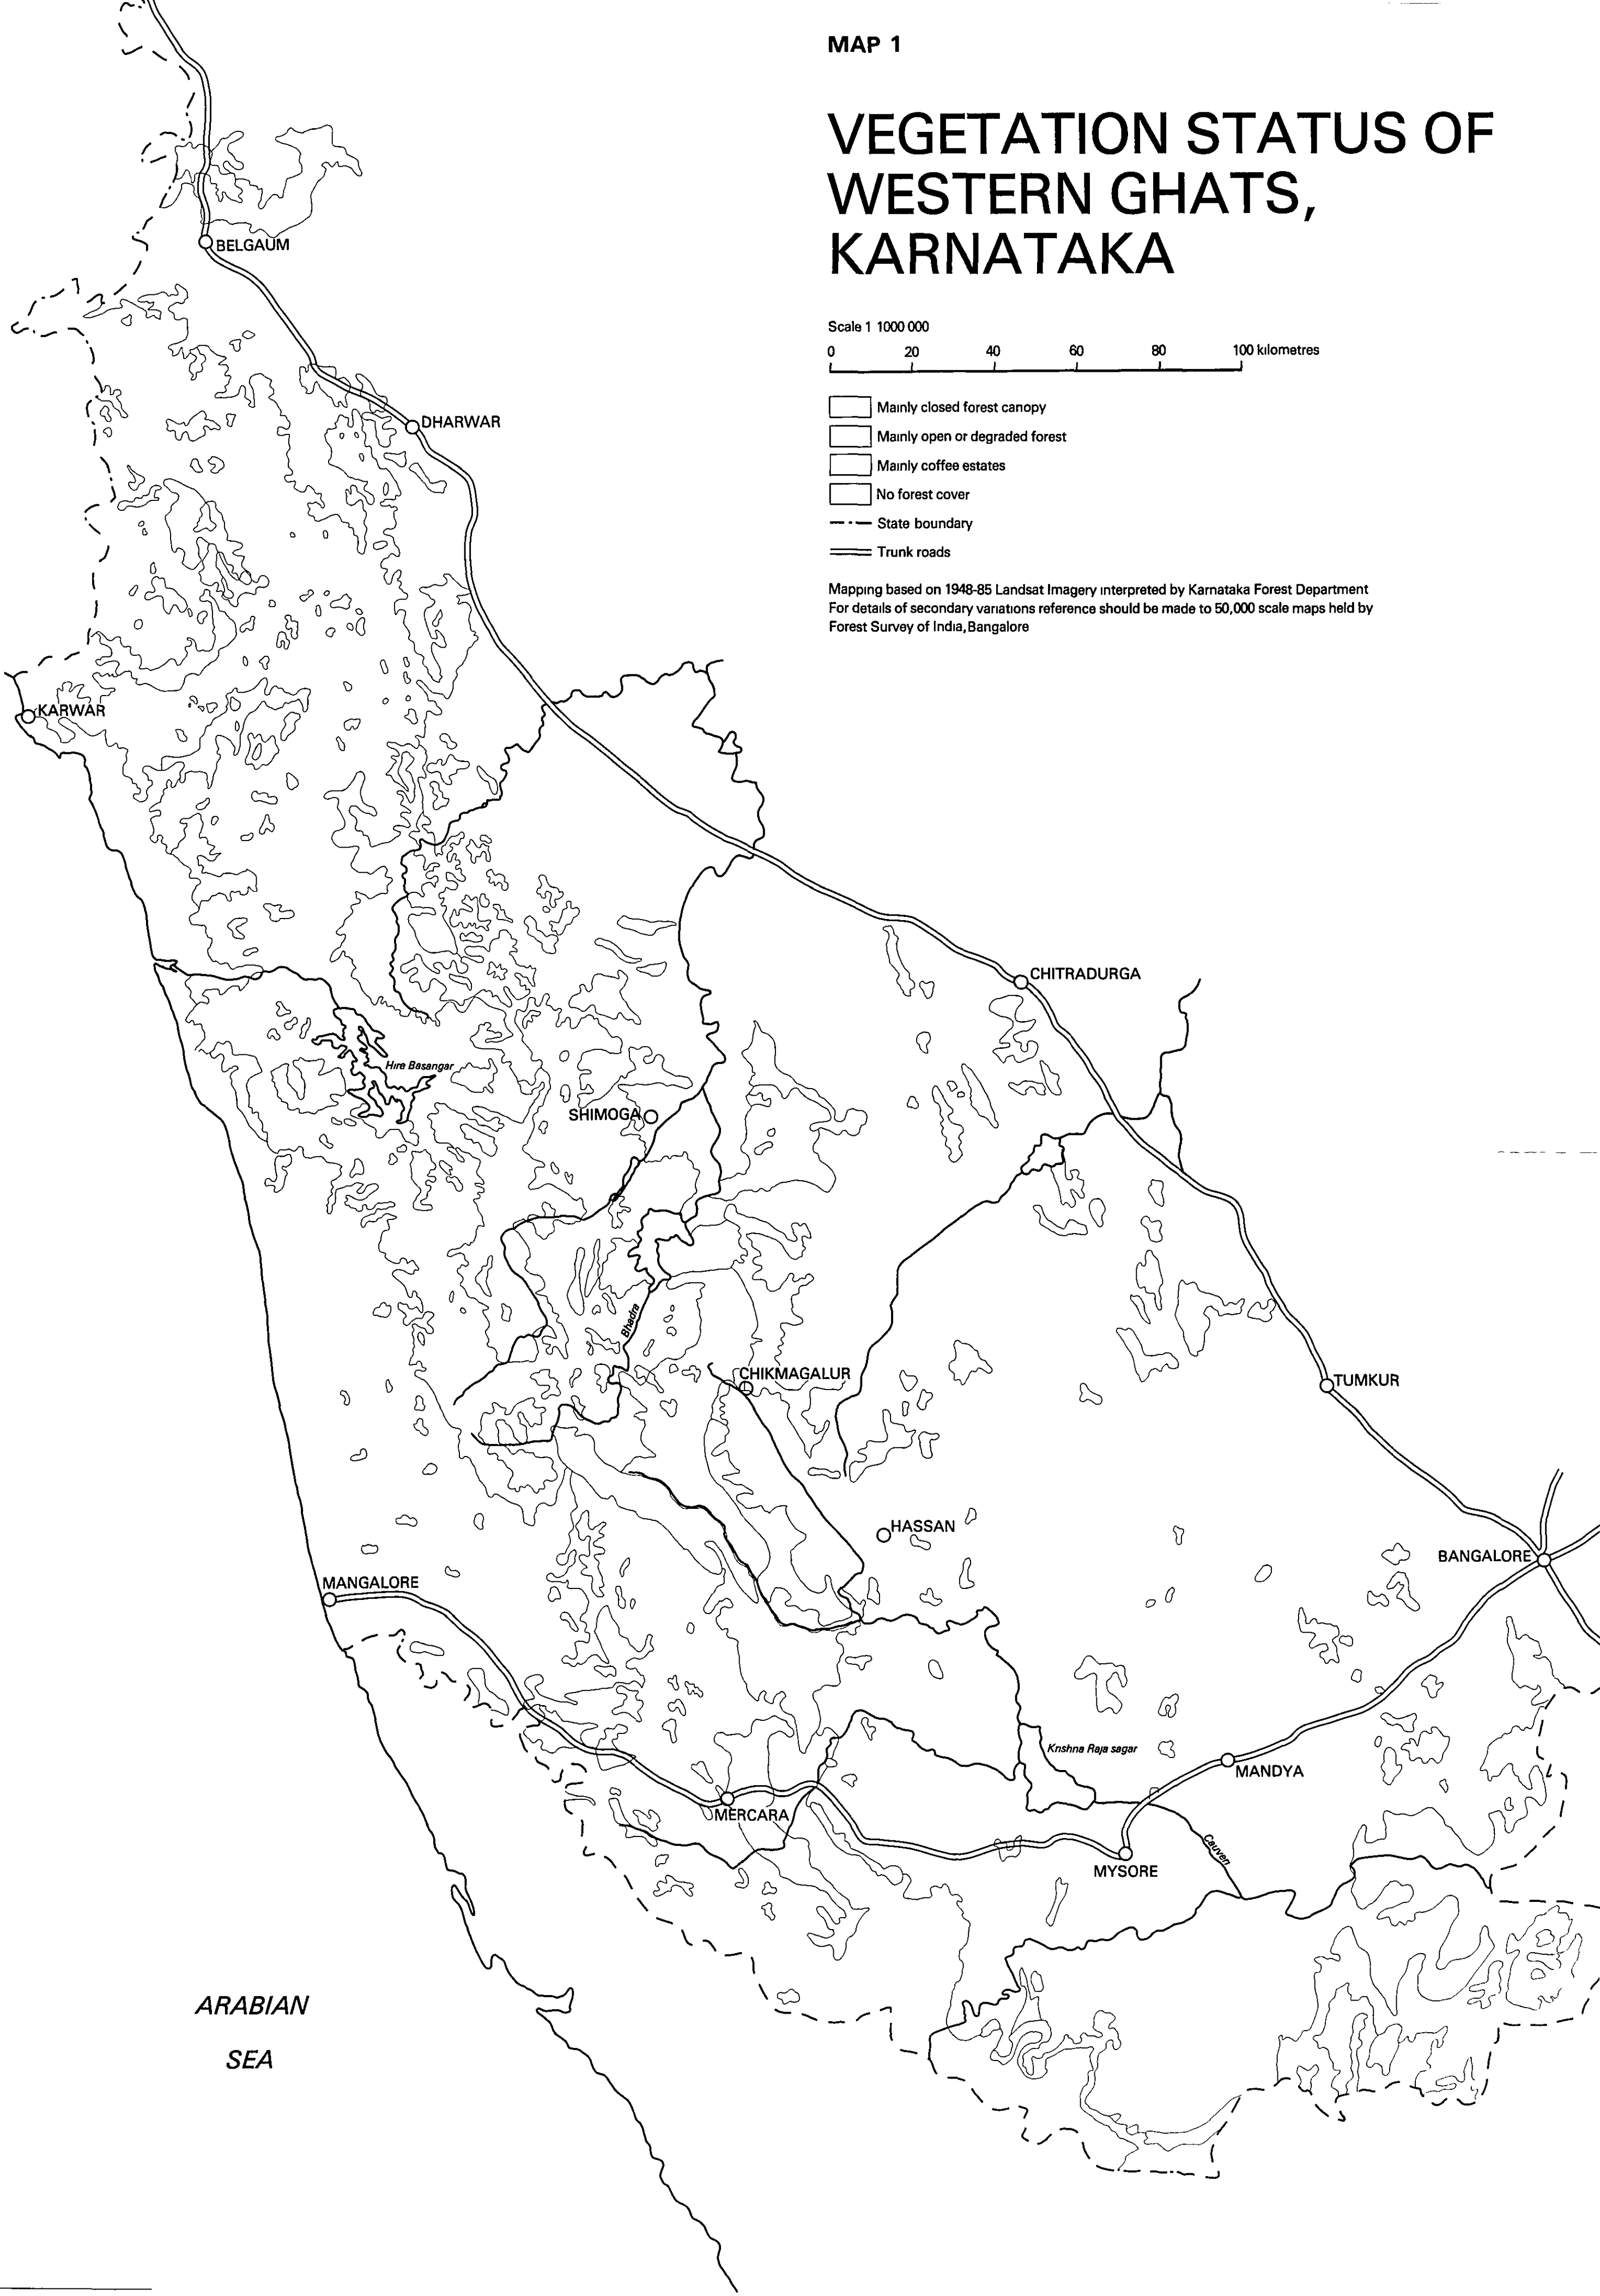 MAP 1
VEGETATION STATUS OF
WESTERN GHATS,
KARNATAKA
Scale 1 1000 000
0 20 40 60 80 100 kilometres
Mainly closed forest canopy
Mainly open or degraded forest
Mainly coffee estates
No forest cover
State boundary
Trunk roads
Mapping based on 1948-85 Landsat Imagery interpreted by Karnataka Forest Department
For details of secondary variations reference should be made to 50,000 scale maps held by
Forest Survey of India, Bangalore
BELGAUM
DHARWAR
KARWAR
CHITRADURGA
Hire Basangar
SHIMOGA
Bhadra
CHIKMAGALUR
TUMKUR
HASSAN
BANGALORE
MANGALORE
Krishna Raja sagar
MANDYA
MERCARA
Cauveri
MYSORE
ARABIAN
SEA